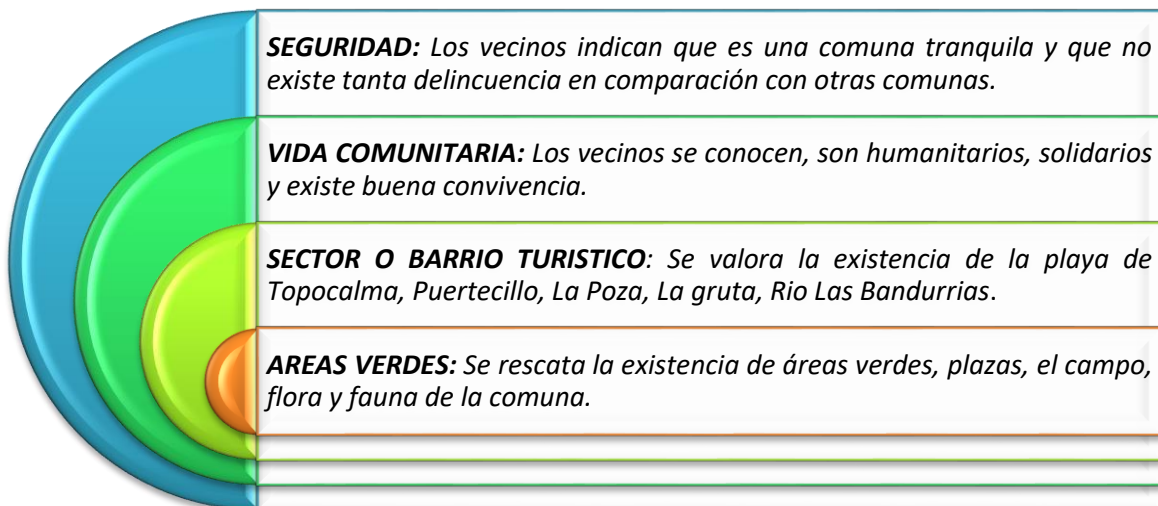 SEGURIDAD: Los vecinos indican que es una comuna tranquila y que no
existe tanta delincuencia en comparación con otras comunas.
VIDA COMUNITARIA: Los vecinos se conocen, son humanitarios, solidarios
y existe buena convivencia.
SECTOR O BARRIO TURISTICO: Se valora la existencia de la playa de
Topocalma, Puertecillo, La Poza, La gruta, Rio Las Bandurrias.
AREAS VERDES: Se rescata la existencia de áreas verdes, plazas, el campo,
flora y fauna de la comuna.